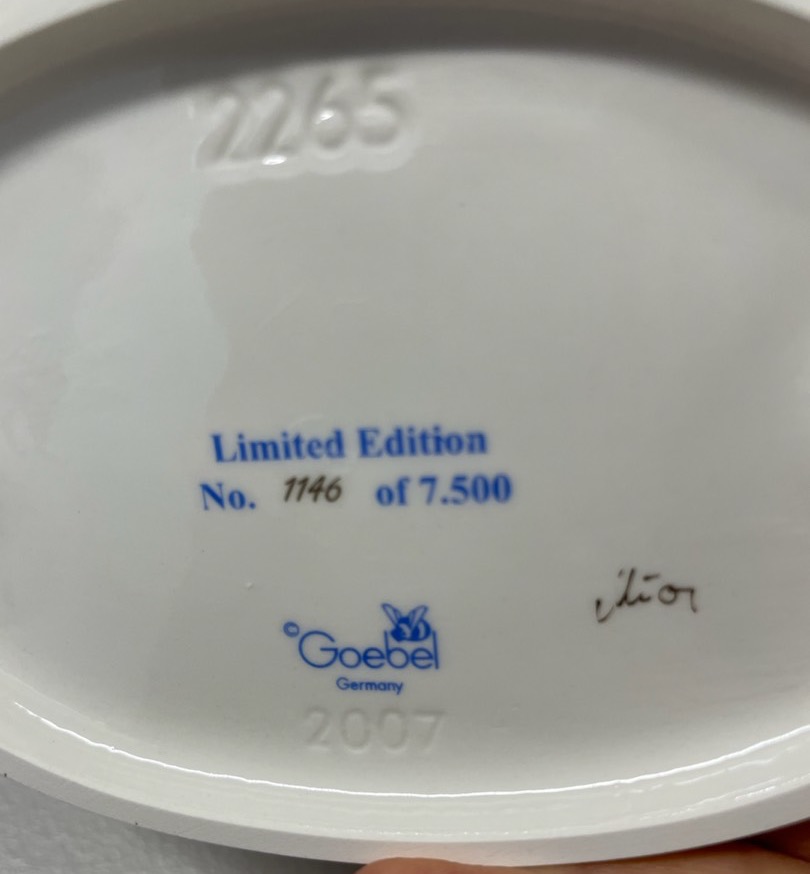 2265
Limited Edition
No. 1146 of 7.500
©Goebel
Germany
2007